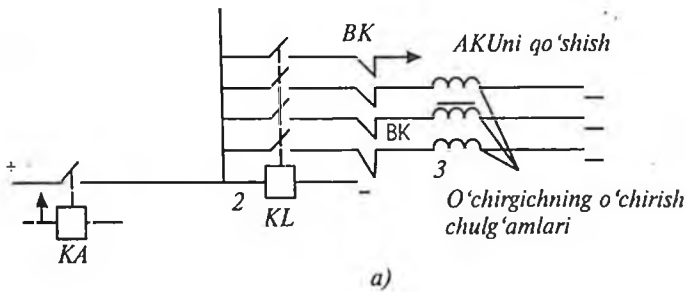 BK
AKUni qo‘shish
BK
+
2
KL
–
3
–
–
–
O‘chirgichning o‘chirish
chulg‘amlari
KA
a)